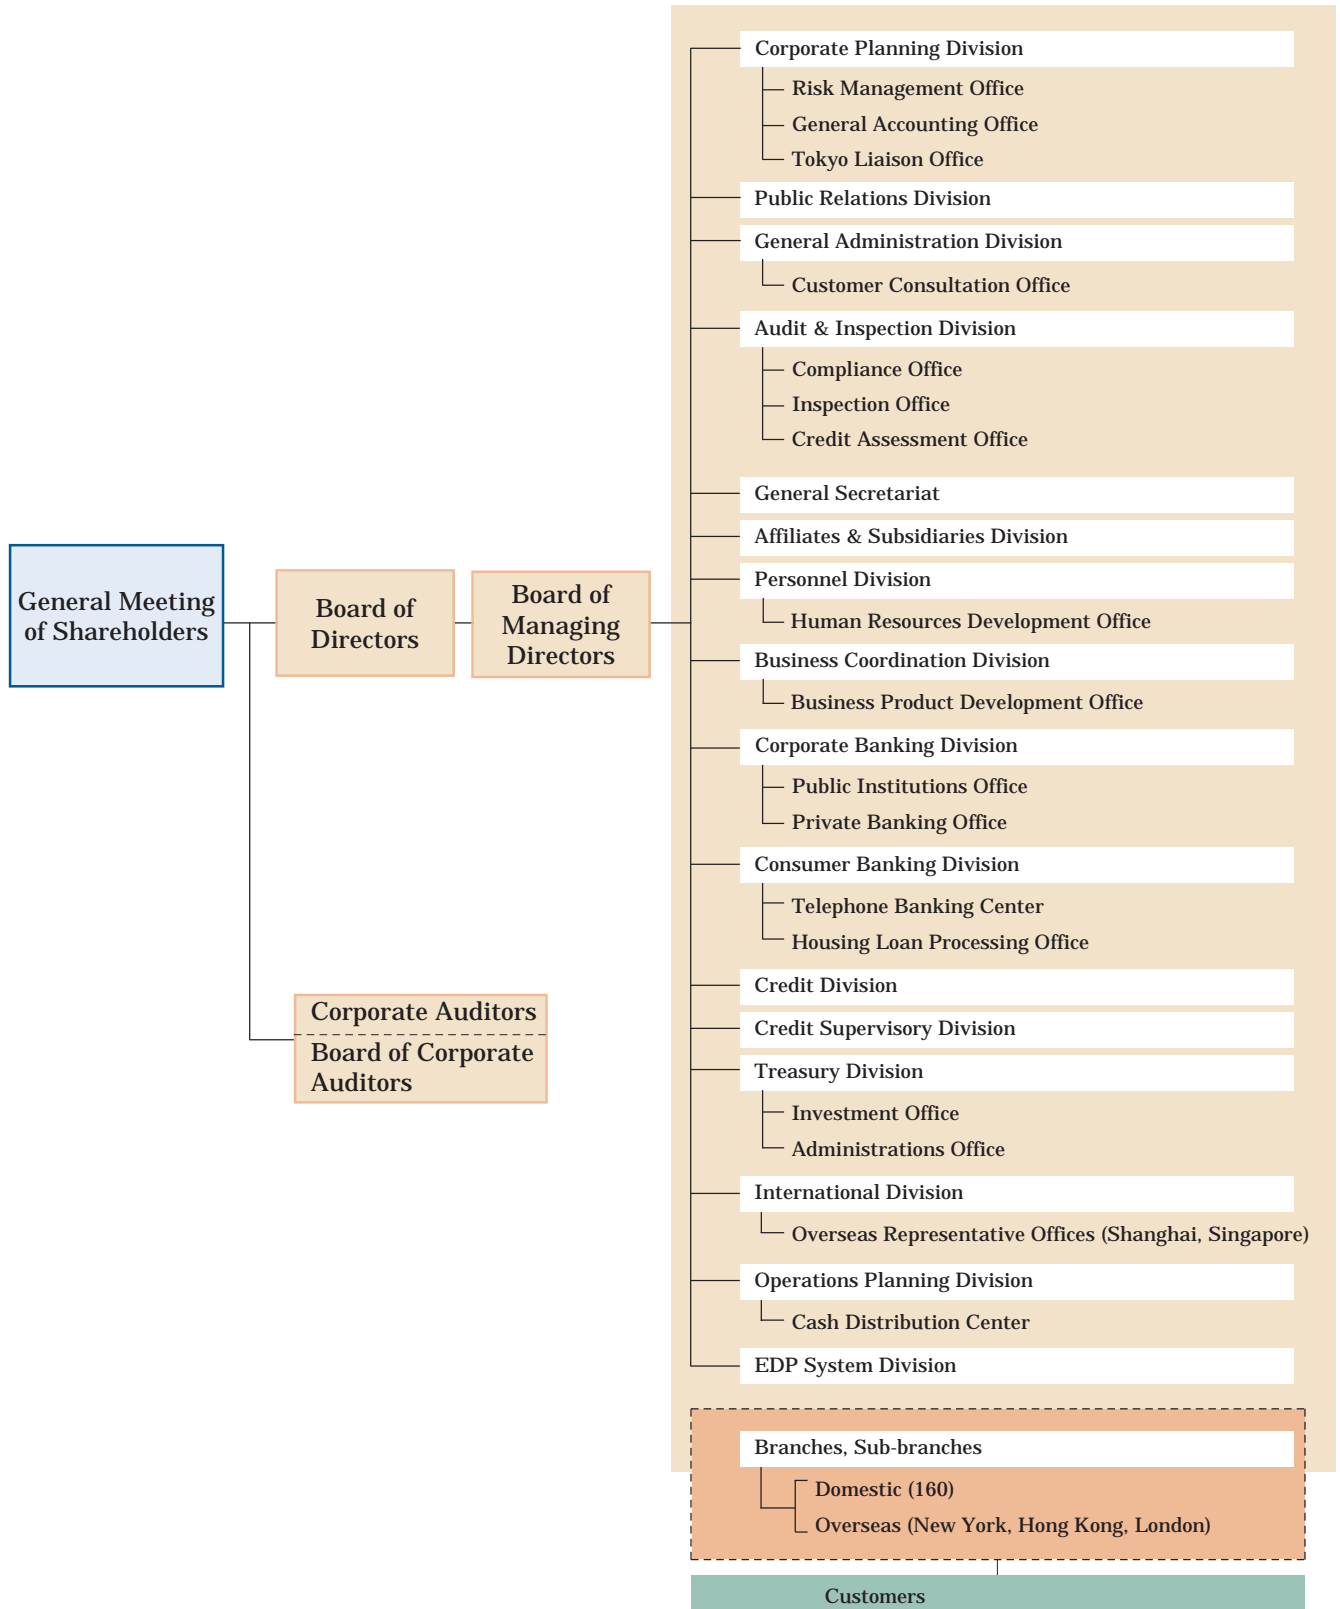 General Meeting
of Shareholders
Board of
Directors
Board of
Managing
Directors
Corporate Auditors
Board of Corporate
Auditors
Corporate Planning Division
Risk Management Office
General Accounting Office
Tokyo Liaison Office
Public Relations Division
General Administration Division
Customer Consultation Office
Audit & Inspection Division
Compliance Office
Inspection Office
Credit Assessment Office
General Secretariat
Affiliates & Subsidiaries Division
Personnel Division
Human Resources Development Office
Business Coordination Division
Business Product Development Office
Corporate Banking Division
Public Institutions Office
Private Banking Office
Consumer Banking Division
Telephone Banking Center
Housing Loan Processing Office
Credit Division
Credit Supervisory Division
Treasury Division
Investment Office
Administrations Office
International Division
Overseas Representative Offices (Shanghai, Singapore)
Operations Planning Division
Cash Distribution Center
EDP System Division
Branches, Sub-branches
Domestic (160)
Overseas (New York, Hong Kong, London)
Customers